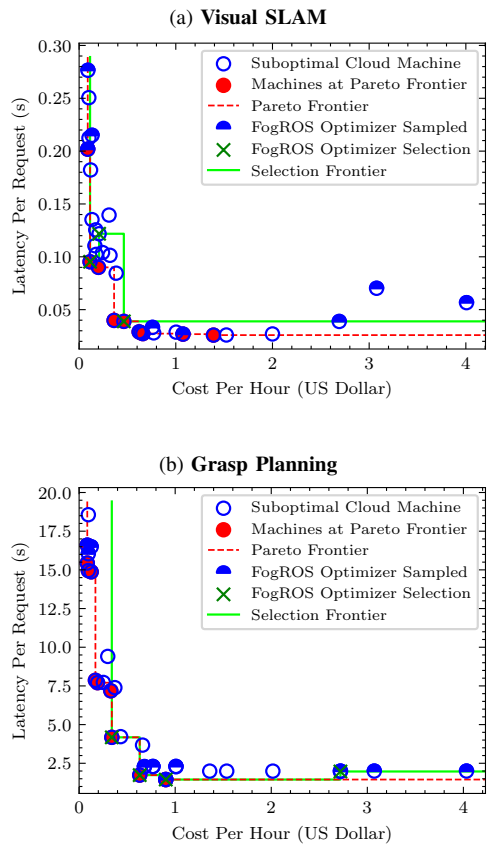 (a) Visual SLAM
0.30
0.25
0.20
0.15
0.10
0.05
Latency Per Request (s)
Suboptimal Cloud Machine
Machines at Pareto Frontier
Pareto Frontier
FogROS Optimizer Sampled
FogROS Optimizer Selection
Selection Frontier
0 1 2 3 4
Cost Per Hour (US Dollar)
(b) Grasp Planning
20.0
17.5
15.0
12.5
10.0
7.5
5.0
2.5
Latency Per Request (s)
Suboptimal Cloud Machine
Machines at Pareto Frontier
Pareto Frontier
FogROS Optimizer Sampled
FogROS Optimizer Selection
Selection Frontier
0 1 2 3 4
Cost Per Hour (US Dollar)